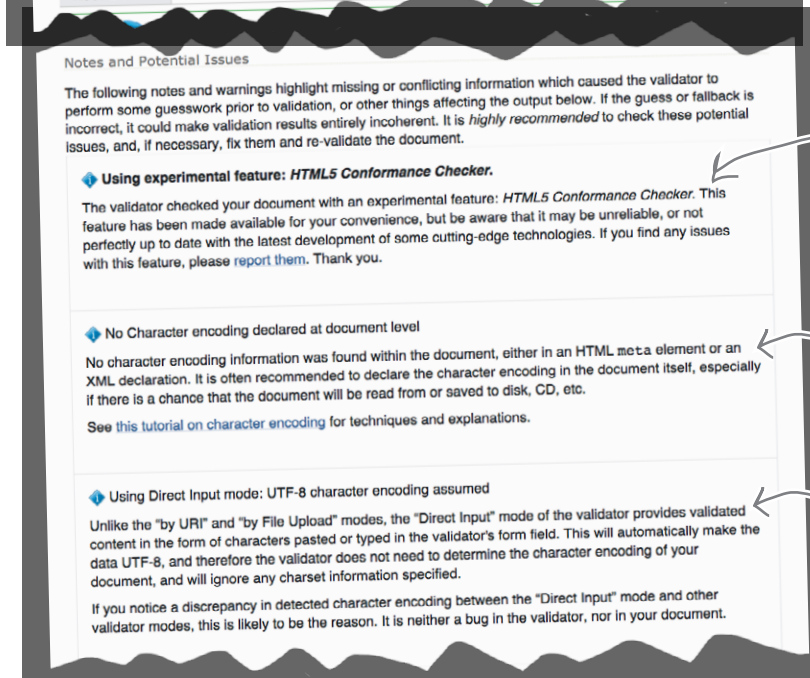 Notes and Potential Issues
The following notes and warnings highlight missing or conflicting information which caused the validator to
perform some guesswork prior to validation, or other things affecting the output below. If the guess or fallback is
incorrect, it could make validation results entirely incoherent. It is highly recommended to check these potential
issues, and, if necessary, fix them and re-validate the document.
Using experimental feature: HTML5 Conformance Checker.
The validator checked your document with an experimental feature: HTML5 Conformance Checker. This
feature has been made available for your convenience, but be aware that it may be unreliable, or not
perfectly up to date with the latest development of some cutting-edge technologies. If you find any issues
with this feature, please report them. Thank you.
No Character encoding declared at document level
No character encoding information was found within the document, either in an HTML meta element or an
XML declaration. It is often recommended to declare the character encoding in the document itself, especially
if there is a chance that the document will be read from or saved to disk, CD, etc.
See this tutorial on character encoding for techniques and explanations.
Using Direct Input mode: UTF-8 character encoding assumed
Unlike the "by URI" and "by File Upload" modes, the "Direct Input" mode of the validator provides validated
content in the form of characters pasted or typed in the validator's form field. This will automatically make the
data UTF-8, and therefore the validator does not need to determine the character encoding of your
document, and will ignore any charset information specified.
If you notice a discrepancy in detected character encoding between the "Direct Input" mode and other
validator modes, this is likely to be the reason. It is neither a bug in the validator, nor in your document.